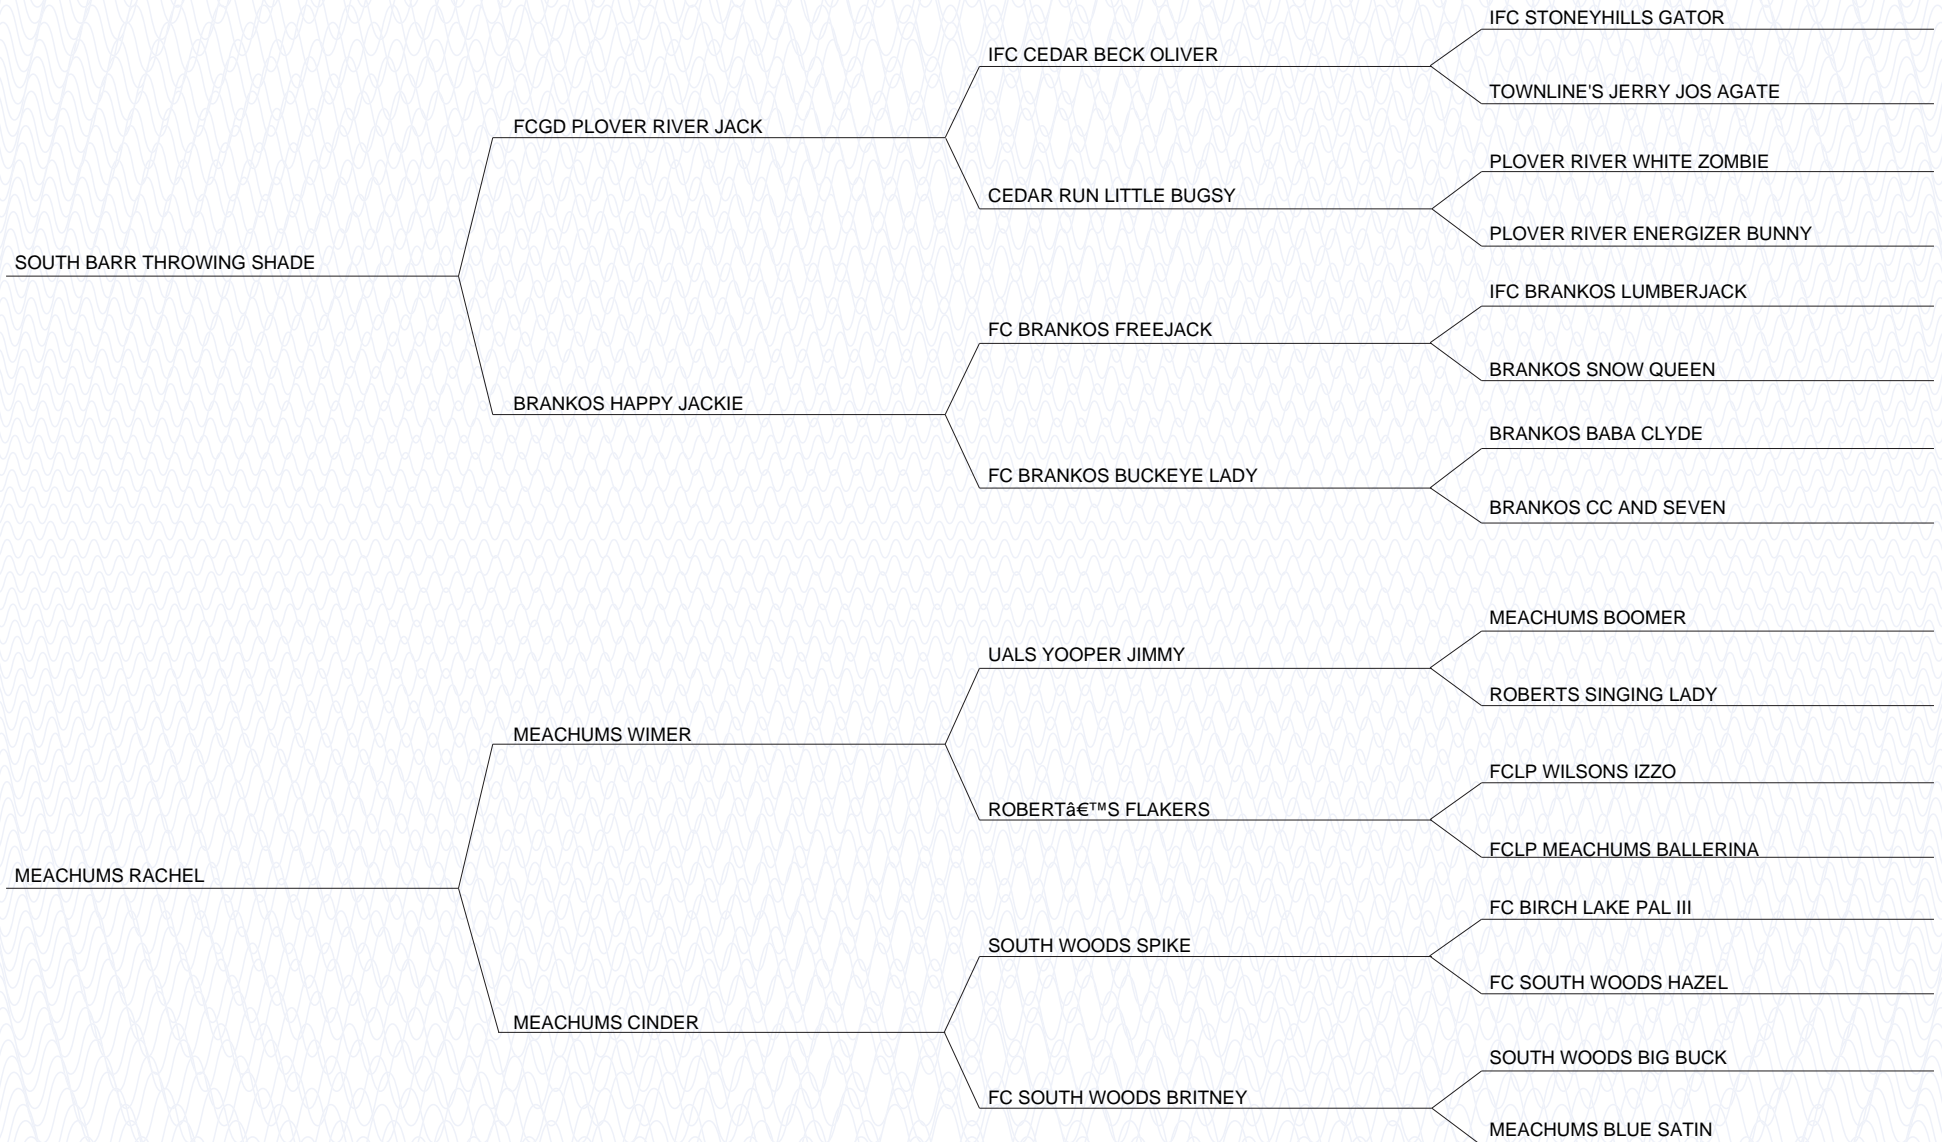 IFC STONEYHILLS GATOR
IFC CEDAR BECK OLIVER
TOWNLINE'S JERRY JOS AGATE
FCGD PLOVER RIVER JACK
PLOVER RIVER WHITE ZOMBIE
CEDAR RUN LITTLE BUGSY
PLOVER RIVER ENERGIZER BUNNY
SOUTH BARR THROWING SHADE
IFC BRANKOS LUMBERJACK
FC BRANKOS FREEJACK
BRANKOS SNOW QUEEN
BRANKOS HAPPY JACKIE
BRANKOS BABA CLYDE
FC BRANKOS BUCKEYE LADY
BRANKOS CC AND SEVEN
MEACHUMS BOOMER
UALS YOOPER JIMMY
ROBERTS SINGING LADY
MEACHUMS WIMER
FCLP WILSONS IZZO
ROBERTâ€™S FLAKERS
FCLP MEACHUMS BALLERINA
MEACHUMS RACHEL
FC BIRCH LAKE PAL III
SOUTH WOODS SPIKE
FC SOUTH WOODS HAZEL
MEACHUMS CINDER
SOUTH WOODS BIG BUCK
FC SOUTH WOODS BRITNEY
MEACHUMS BLUE SATIN